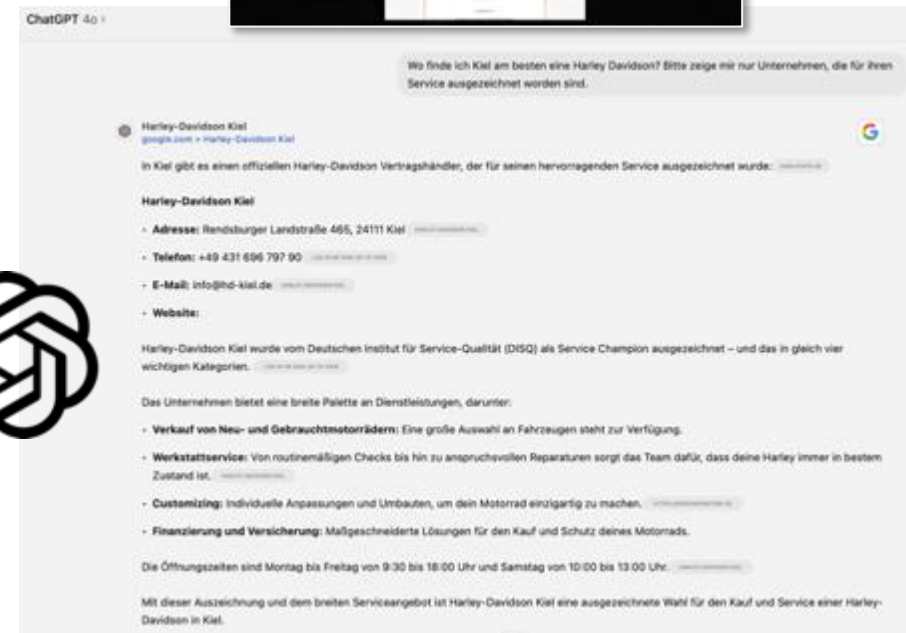 ChatGPT 4o ›
Wo finde ich Kiel am besten eine Harley Davidson? Bitte zeige mir nur Unternehmen, die für ihren
Service ausgezeichnet worden sind.
Harley-Davidson Kiel
google.com › Harley-Davidson Kiel
In Kiel gibt es einen offiziellen Harley-Davidson Vertragshändler, der für seinen hervorragenden Service ausgezeichnet wurde:
Harley-Davidson Kiel
• Adresse: Rendsburger Landstraße 465, 24111 Kiel
• Telefon: +49 431 696 797 90
• E-Mail: info@hd-kiel.de
• Website:
Harley-Davidson Kiel wurde vom Deutschen Institut für Service-Qualität (DISQ) als Service Champion ausgezeichnet – und das in gleich vier
wichtigen Kategorien.
Das Unternehmen bietet eine breite Palette an Dienstleistungen, darunter:
• Verkauf von Neu- und Gebrauchtmotorrädern: Eine große Auswahl an Fahrzeugen steht zur Verfügung.
• Werkstattservice: Von routinemäßigen Checks bis hin zu anspruchsvollen Reparaturen sorgt das Team dafür, dass deine Harley immer in bestem
Zustand ist.
• Customizing: Individuelle Anpassungen und Umbauten, um dein Motorrad einzigartig zu machen.
• Finanzierung und Versicherung: Maßgeschneiderte Lösungen für den Kauf und Schutz deines Motorrads.
Die Öffnungszeiten sind Montag bis Freitag von 9:30 bis 18:00 Uhr und Samstag von 10:00 bis 13:00 Uhr.
Mit dieser Auszeichnung und dem breiten Serviceangebot ist Harley-Davidson Kiel eine ausgezeichnete Wahl für den Kauf und Service einer Harley-
Davidson in Kiel.